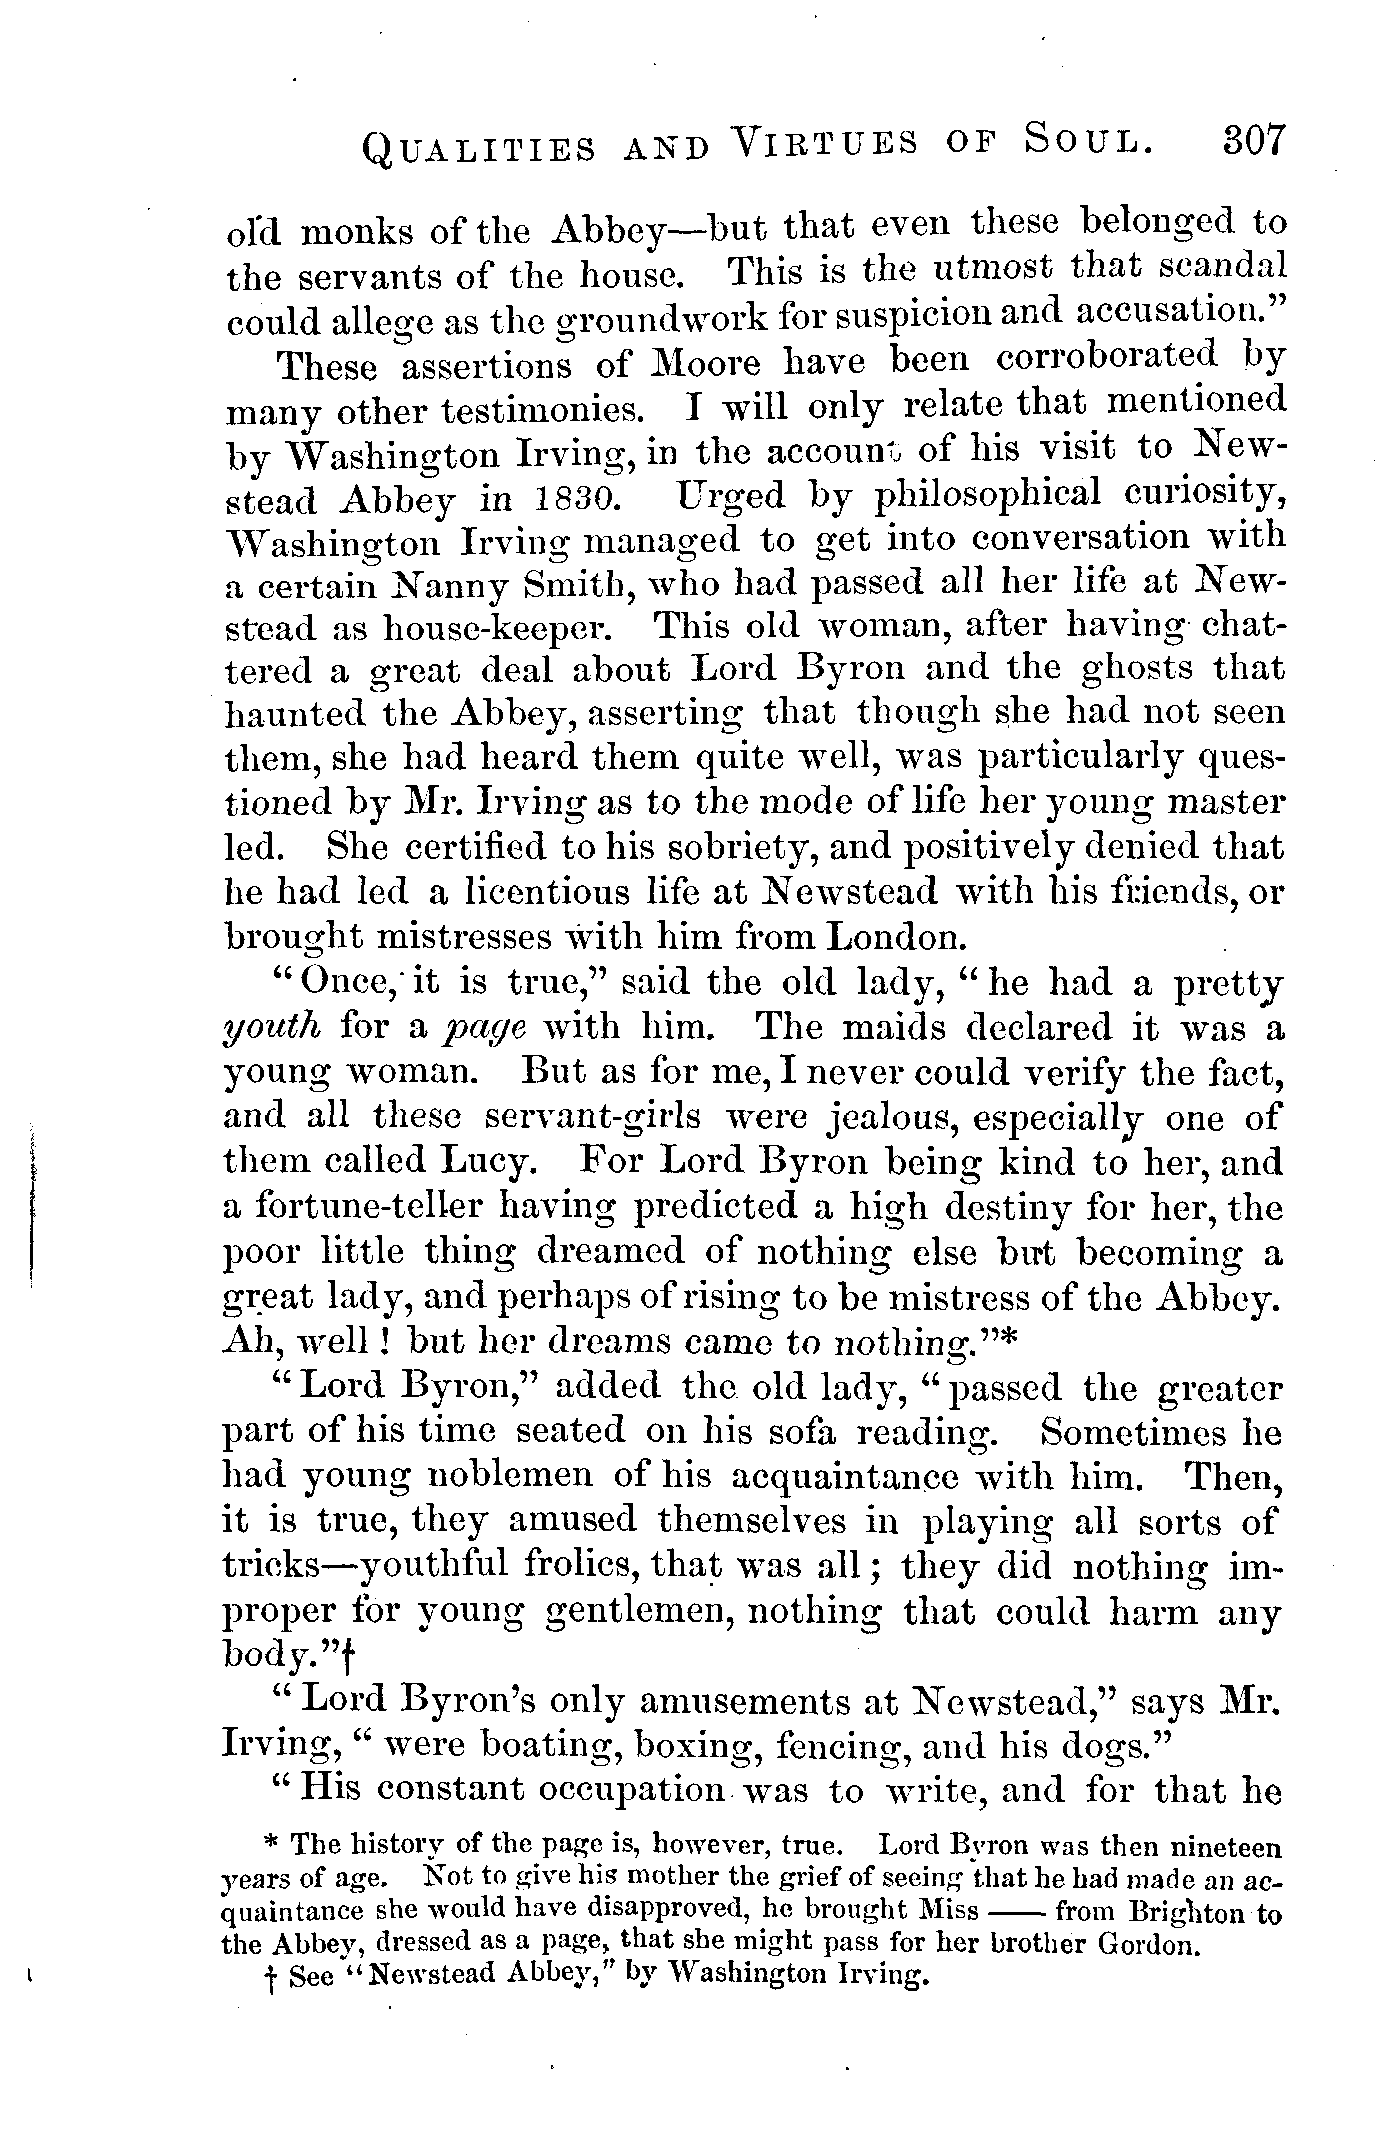 QUALITIES AND VIRTUES OF SOUL. 307
old monks of the Abbey—but that even these belonged to
the servants of the house. This is the utmost that scandal
could allege as the groundwork for suspicion and accusation.”
These assertions of Moore have been corroborated by
many other testimonies. I will only relate that mentioned
by Washington Irving, in the account of his visit to New-
stead Abbey in 1830. Urged by philosophical curiosity,
Washington Irving managed to get into conversation with
a certain Nanny Smith, who had passed all her life at New-
stead as house-keeper. This old woman, after having chat-
tered a great deal about Lord Byron and the ghosts that
haunted the Abbey, asserting that though she had not seen
them, she had heard them quite well, was particularly ques-
tioned by Mr. Irving as to the mode of life her young master
led. She certified to his sobriety, and positively denied that
he had led a licentious life at Newstead with his friends, or
brought mistresses with him from London.
“Once, it is true,” said the old lady, “he had a pretty
youth for a page with him. The maids declared it was a
young woman. But as for me, I never could verify the fact,
and all these servant-girls were jealous, especially one of
them called Lucy. For Lord Byron being kind to her, and
a fortune-teller having predicted a high destiny for her, the
poor little thing dreamed of nothing else but becoming a
great lady, and perhaps of rising to be mistress of the Abbey.
Ah, well! but her dreams came to nothing.”*
“Lord Byron,” added the old lady, “passed the greater
part of his time seated on his sofa reading. Sometimes he
had young noblemen of his acquaintance with him. Then,
it is true, they amused themselves in playing all sorts of
tricks—youthful frolics, that was all; they did nothing im-
proper for young gentlemen, nothing that could harm any
body.”†
“Lord Byron’s only amusements at Newstead,” says Mr.
Irving, “were boating, boxing, fencing, and his dogs.”
“His constant occupation was to write, and for that he
* The history of the page is, however, true. Lord Byron was then nineteen
years of age. Not to give his mother the grief of seeing that he had made an ac-
quaintance she would have disapproved, he brought Miss —— from Brighton to
the Abbey, dressed as a page, that she might pass for her brother Gordon.
† See “Newstead Abbey,” by Washington Irving.